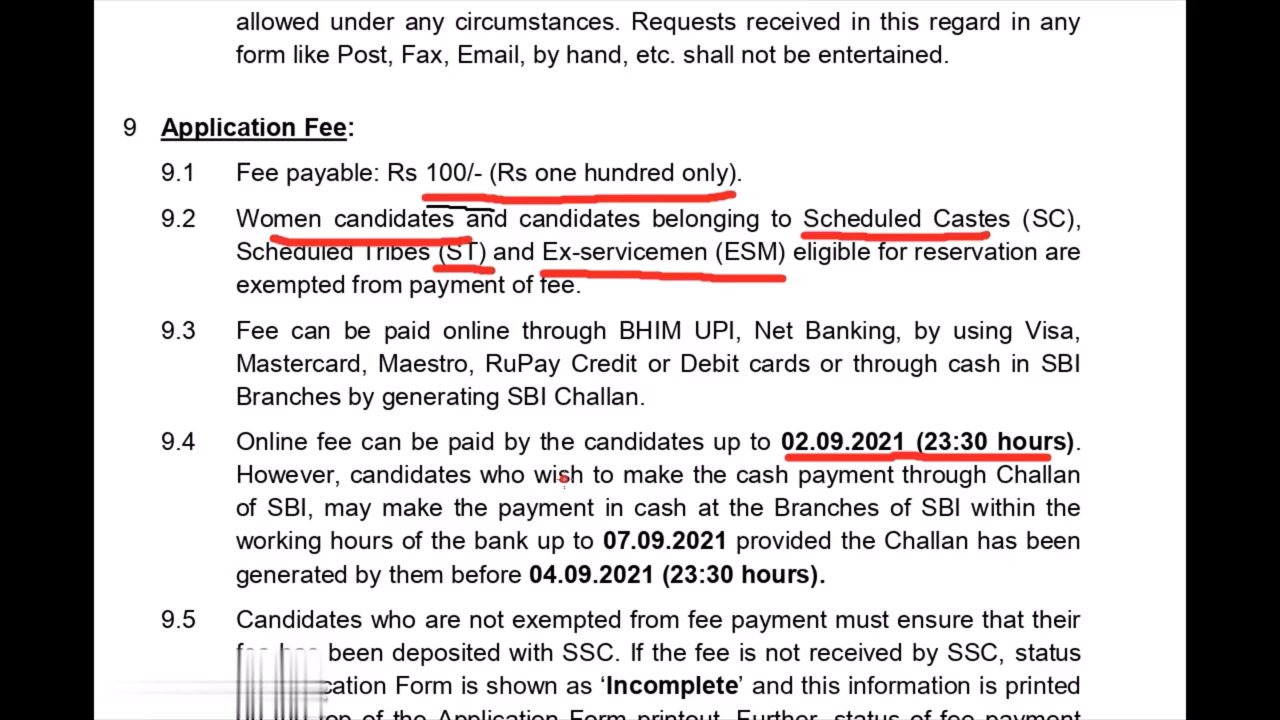 allowed under any circumstances. Requests received in this regard in any
form like Post, Fax, Email, by hand, etc. shall not be entertained.
9 Application Fee:
9.1 Fee payable: Rs 100/- (Rs one hundred only).
9.2 Women candidates and candidates belonging to Scheduled Castes (SC),
Scheduled Tribes (ST) and Ex-servicemen (ESM) eligible for reservation are
exempted from payment of fee.
9.3 Fee can be paid online through BHIM UPI, Net Banking, by using Visa,
Mastercard, Maestro, RuPay Credit or Debit cards or through cash in SBI
Branches by generating SBI Challan.
9.4 Online fee can be paid by the candidates up to 02.09.2021 (23:30 hours).
However, candidates who wish to make the cash payment through Challan
of SBI, may make the payment in cash at the Branches of SBI within the
working hours of the bank up to 07.09.2021 provided the Challan has been
generated by them before 04.09.2021 (23:30 hours).
9.5 Candidates who are not exempted from fee payment must ensure that their
been deposited with SSC. If the fee is not received by SSC, status
Form is shown as ‘Incomplete’ and this information is printed
of the Application Form printout. Further, status of fee payment